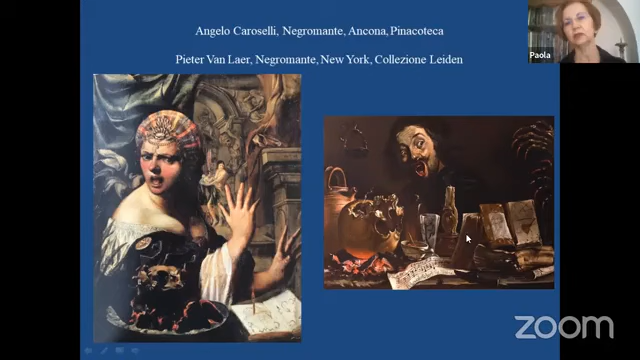 Angelo Caroselli, Negromante, Ancona, Pinacoteca
Pieter Van Laer, Negromante, New York, Collezione Leiden
Paola
zoom